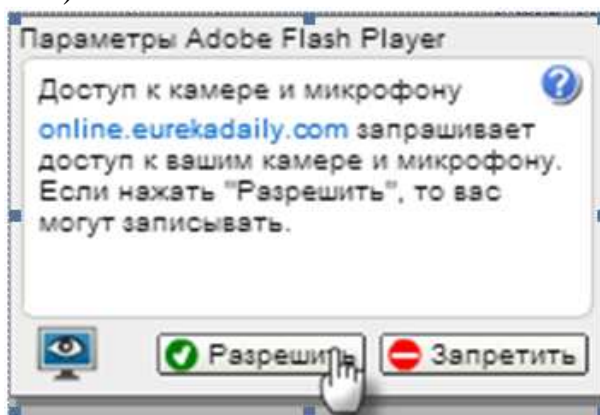 Параметры Adobe Flash Player
Доступ к камере и микрофону
online.eurekadaily.com запрашивает
доступ к вашим камере и микрофону.
Если нажать "Разрешить", то вас
могут записывать.
Разрешить Запретить